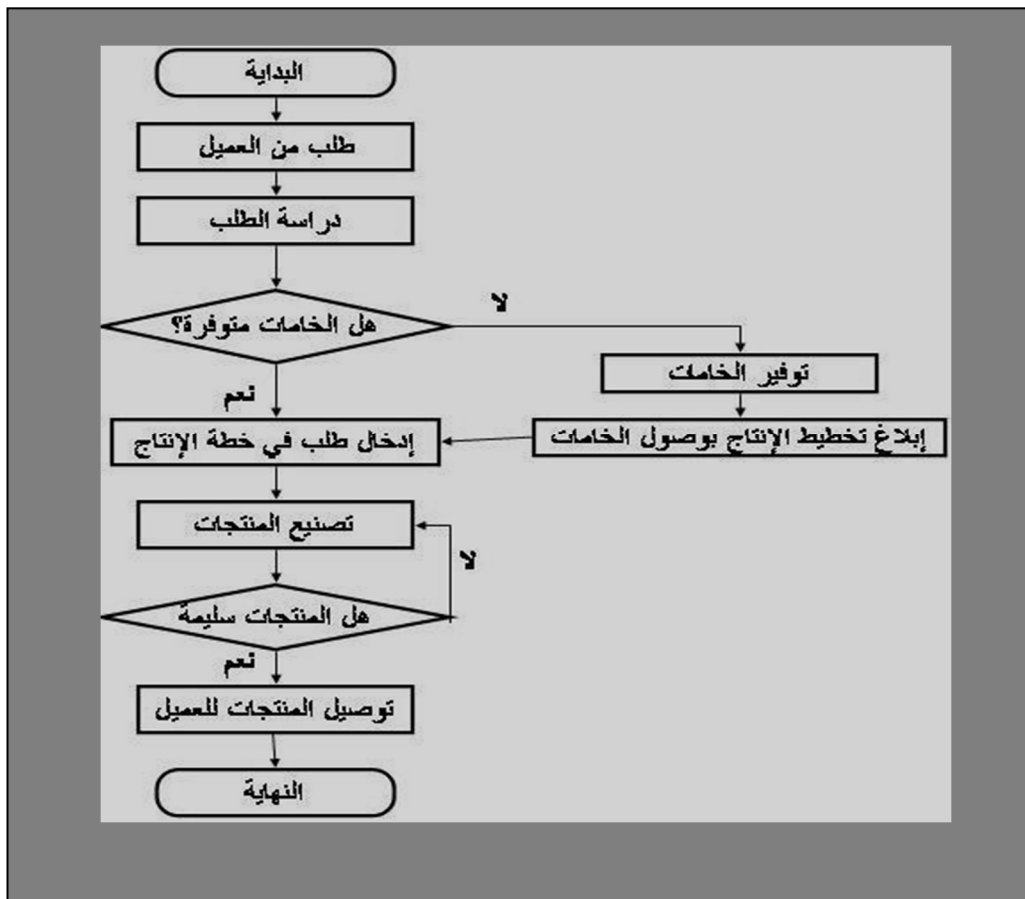 البداية
طلب من العميل
دراسة الطلب
هل الخامات متوفرة؟
لا
توفير الخامات
نعم
إدخال طلب في خطة الإنتاج
إبلاغ تخطيط الإنتاج بوصول الخامات
تصنيع المنتجات
لا
هل المنتجات سليمة
نعم
توصيل المنتجات للعميل
النهاية